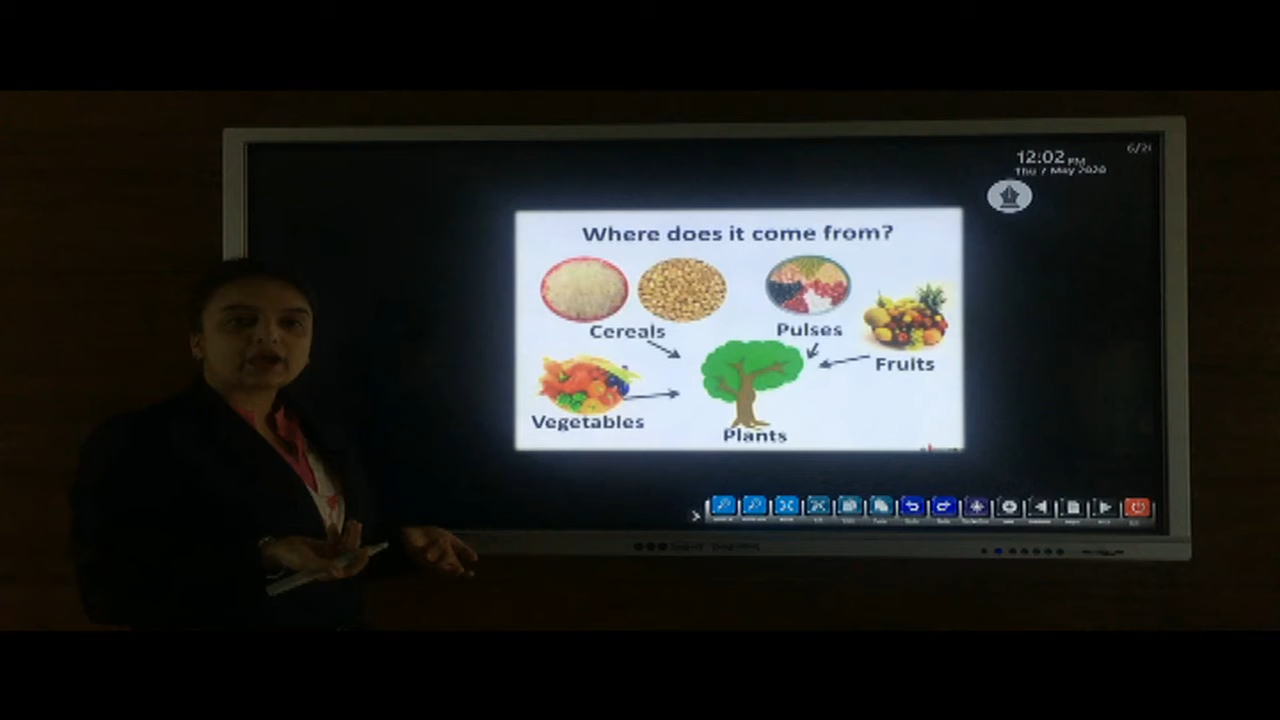 12:02 PM
Thu 7 May 2020
Where does it come from?
Cereals
Pulses
Fruits
Vegetables
Plants